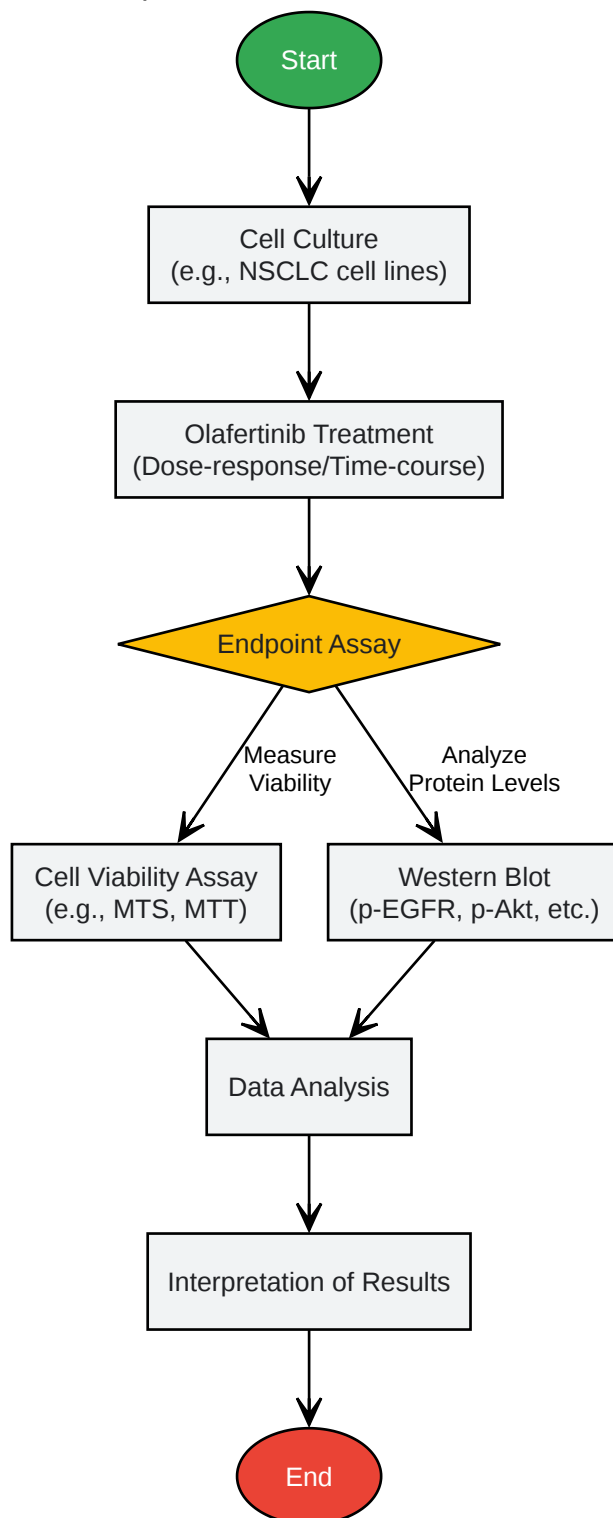 Start
Cell Culture
(e.g., NSCLC cell lines)
Olafertinib Treatment
(Dose-response/Time-course)
Endpoint Assay
Measure
Viability
Analyze
Protein Levels
Cell Viability Assay
(e.g., MTS, MTT)
Western Blot
(p-EGFR, p-Akt, etc.)
Data Analysis
Interpretation of Results
End